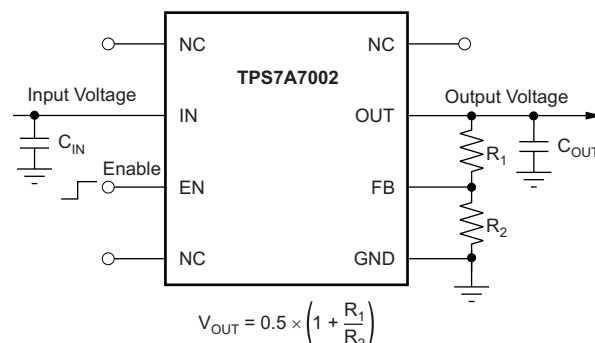 NC
NC
TPS7A7002
Input Voltage
IN
OUT
Output Voltage
C_IN
R_1
C_OUT
Enable
EN
FB
R_2
NC
GND
V_OUT = 0.5 × (1 + R_1/R_2)